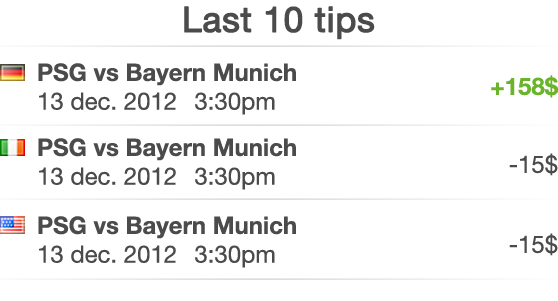 Last 10 tips
PSG vs Bayern Munich
13 dec. 2012 3:30pm
+158$
PSG vs Bayern Munich
13 dec. 2012 3:30pm
-15$
PSG vs Bayern Munich
13 dec. 2012 3:30pm
-15$